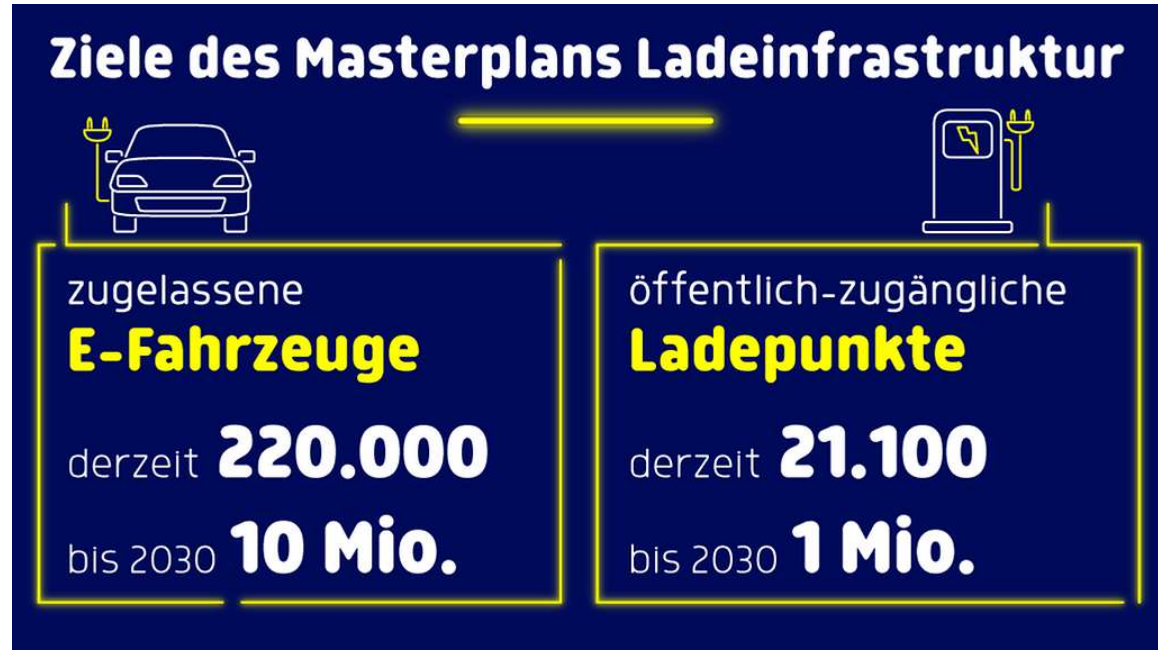 Ziele des Masterplans Ladeinfrastruktur
zugelassene
E-Fahrzeuge
derzeit 220.000
bis 2030 10 Mio.
öffentlich-zugängliche
Ladepunkte
derzeit 21.100
bis 2030 1 Mio.